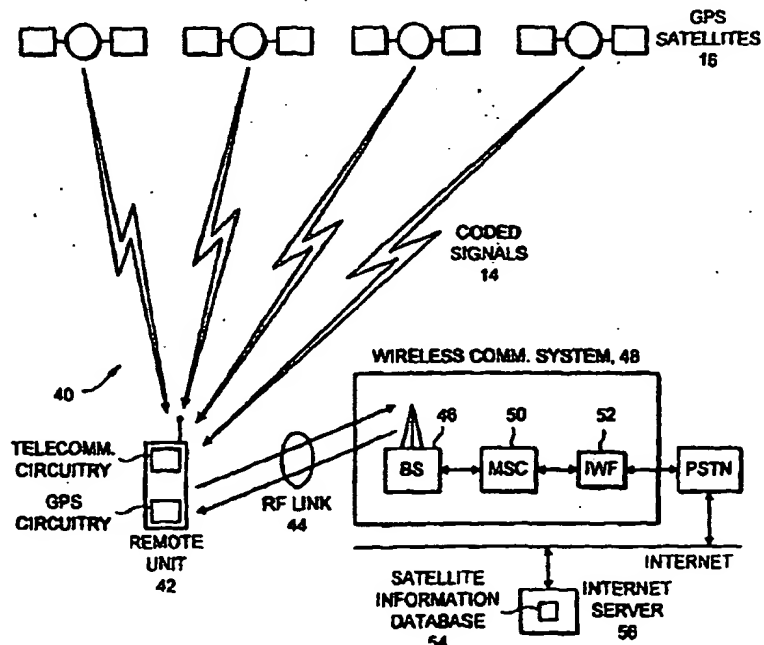 GPS
SATELLITES
16
CODED
SIGNALS
14
WIRELESS COMM. SYSTEM, 48
40
46
50
52
TELECOMM.
CIRCUITRY
BS
MSC
IWF
PSTN
GPS
CIRCUITRY
RF LINK
44
REMOTE
UNIT
42
INTERNET
SATELLITE
INFORMATION
DATABASE
54
INTERNET
SERVER
56